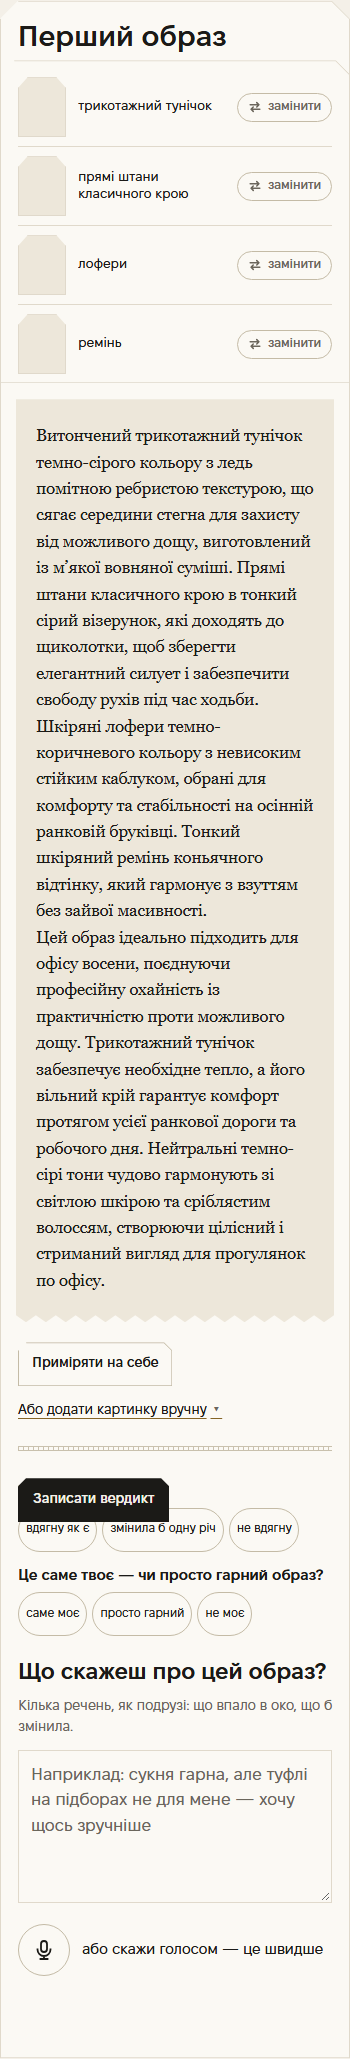 Перший образ
трикотажний тунічок
замінити
прямі штани
класичного крою
замінити
лофери
замінити
ремінь
замінити
Витончений трикотажний тунічок
темно-сірого кольору з ледь
помітною ребристою текстурою, що
сягає середини стегна для захисту
від можливого дощу, виготовлений
із м’якої вовняної суміші. Прямі
штани класичного крою в тонкий
сірий візерунок, які доходять до
щиколотки, щоб зберегти
елегантний силует і забезпечити
свободу рухів під час ходьби.
Шкіряні лофери темно-
коричневого кольору з невисоким
стійким каблуком, обрані для
комфорту та стабільності на осінній
ранковій бруківці. Тонкий
шкіряний ремінь коньячного
відтінку, який гармонує з взуттям
без зайвої масивності.
Цей образ ідеально підходить для
офісу восени, поєднуючи
професійну охайність із
практичністю проти можливого
дощу. Трикотажний тунічок
забезпечує необхідне тепло, а його
вільний крій гарантує комфорт
протягом усієї ранкової дороги та
робочого дня. Нейтральні темно-
сірі тони чудово гармонують зі
світлою шкірою та сріблястим
волоссям, створюючи цілісний і
стриманий вигляд для прогулянок
по офісу.
Приміряти на себе
Або додати картинку вручну
Записати вердикт
вдягну як є
змінила б одну річ
не вдягну
Це саме твоє — чи просто гарний образ?
саме моє
просто гарний
не моє
Що скажеш про цей образ?
Кілька речень, як подрузі: що впало в око, що б
змінила.
Наприклад: сукня гарна, але туфлі
на підборах не для мене — хочу
щось зручніше
або скажи голосом — це швидше